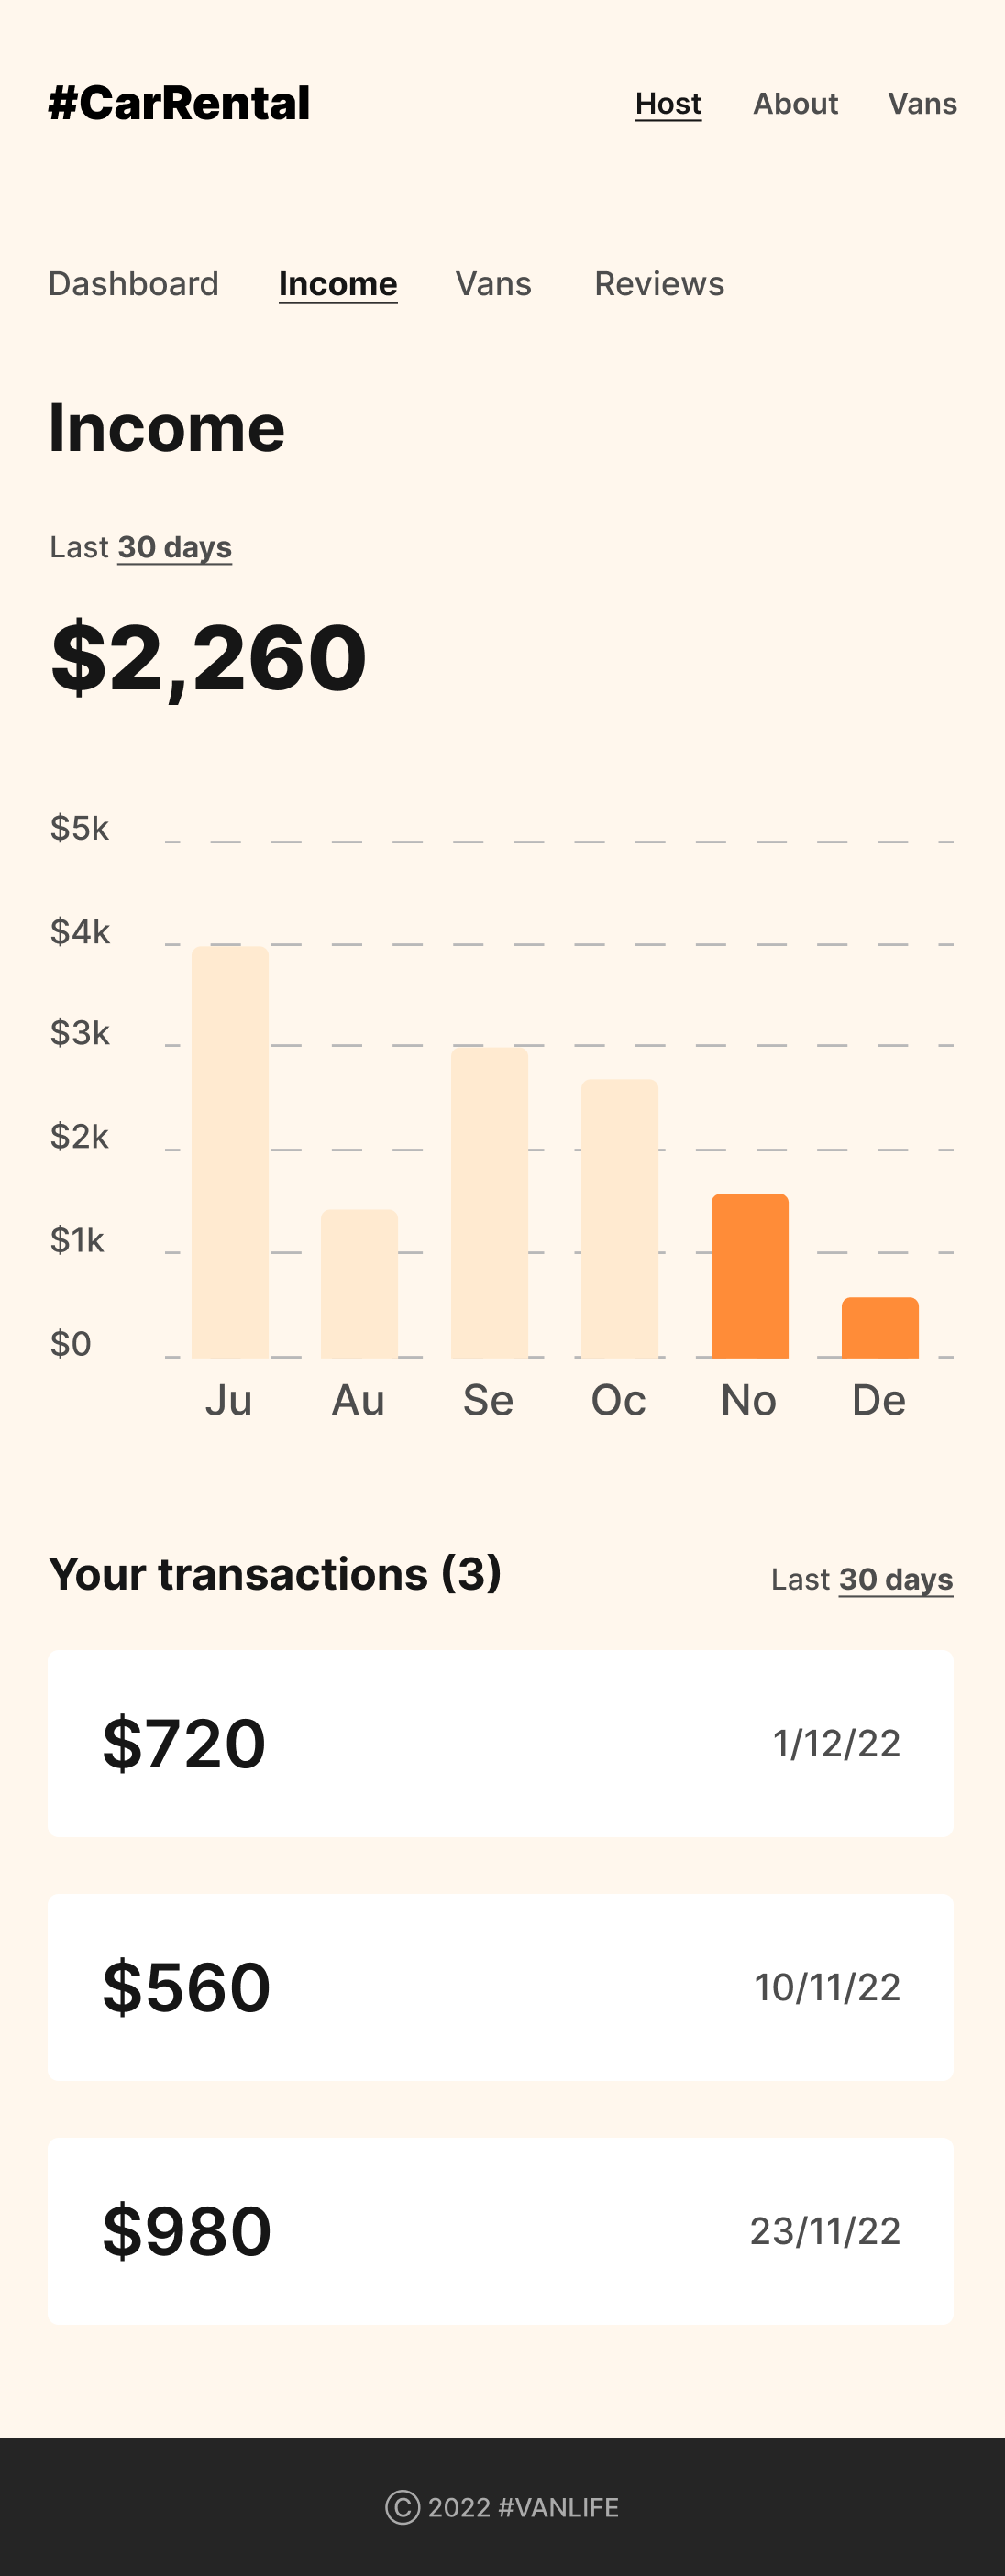 #CarRental Host About Vans
Dashboard Income Vans Reviews
Income
Last 30 days
$2,260
$5k
$4k
$3k
$2k
$1k
$0
Ju Au Se Oc No De
Your transactions (3) Last 30 days
$720 1/12/22
$560 10/11/22
$980 23/11/22
Ⓒ 2022 #VANLIFE